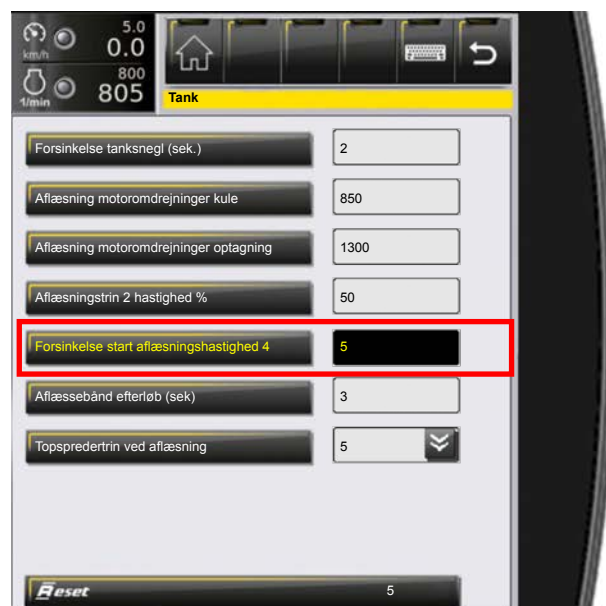 5.0
km/h 0.0
800
1/min 805
Tank
Forsinkelse tanksnegl (sek.) 2
Aflæsning motoromdrejninger kule 850
Aflæsning motoromdrejninger optagning 1300
Aflæsningstrin 2 hastighed % 50
Forsinkelse start aflæsningshastighed 4 5
Aflæssebånd efterløb (sek) 3
Topspredertrin ved aflæsning 5
Reset 5